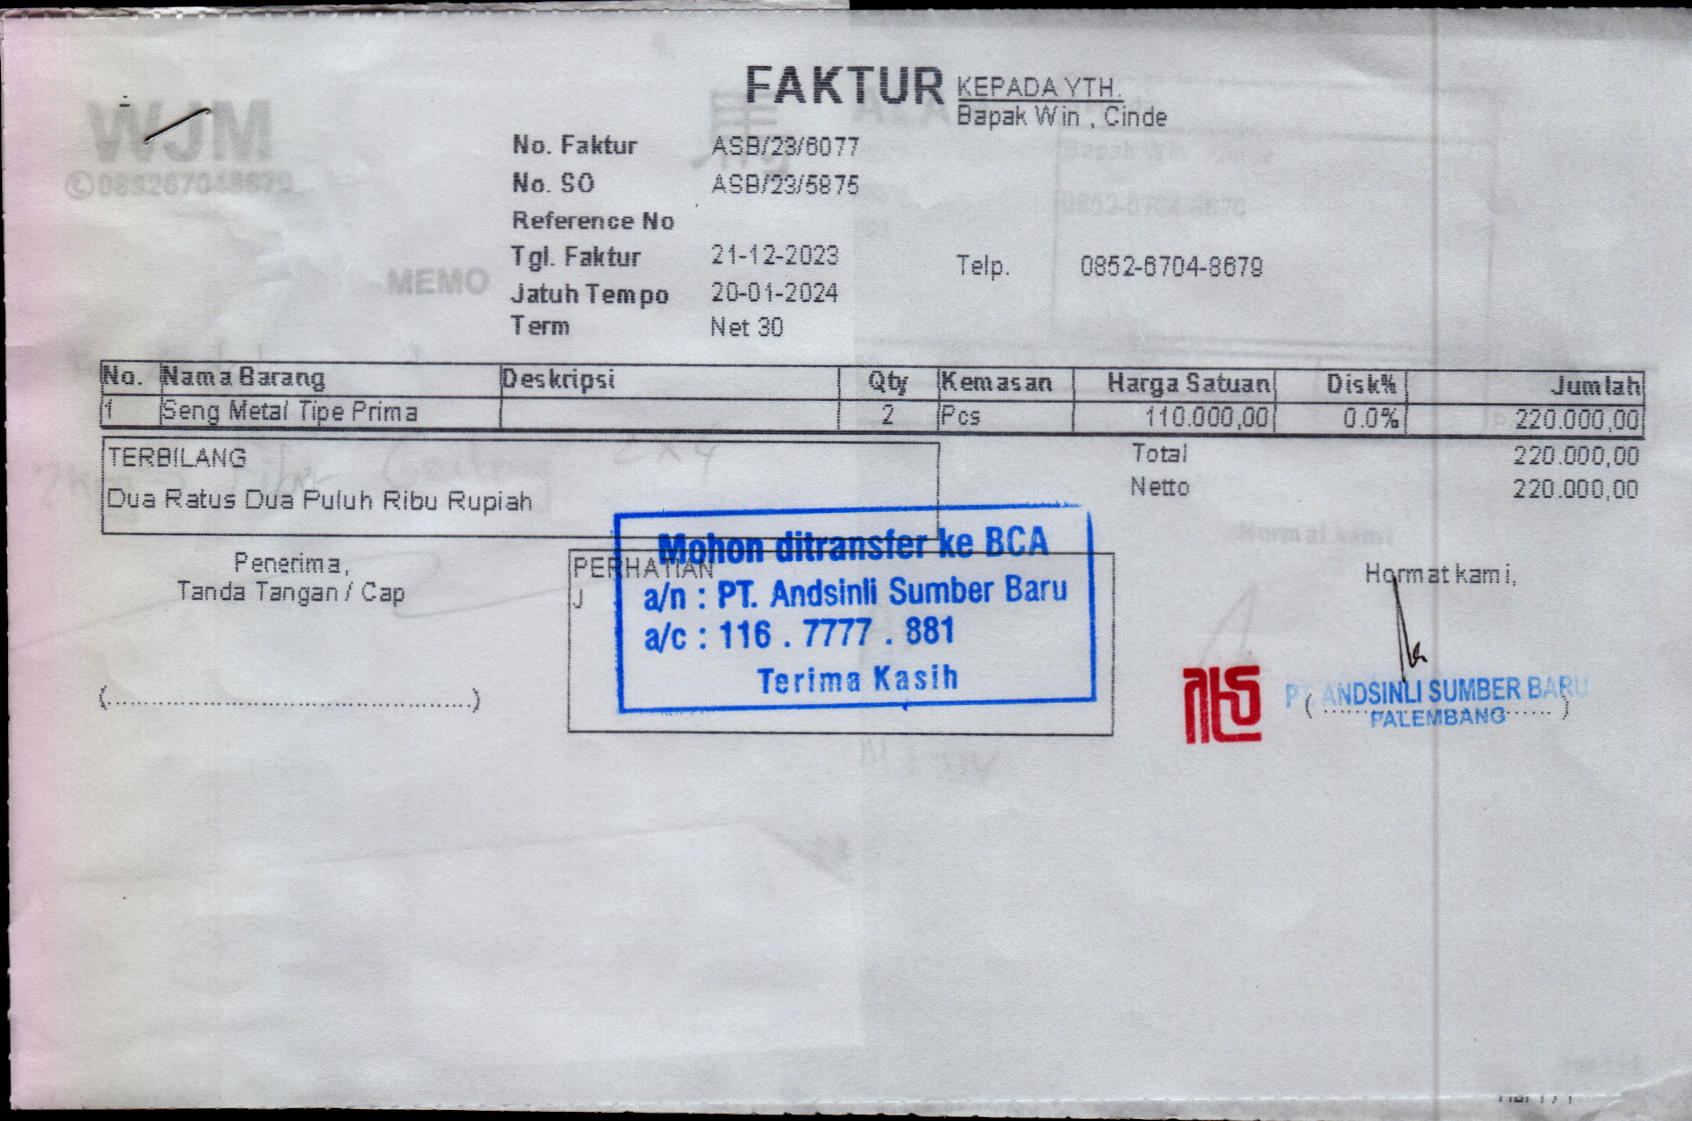 FAKTUR
KEPADA YTH.
Bapak Win , Cinde
WJM
MEMO
No. Faktur ASB/23/6077
No. SO ASB/23/5875
Reference No
Tgl. Faktur 21-12-2023
Jatuh Tempo 20-01-2024
Term Net 30
Telp. 0852-6704-8679
No. Nama Barang Deskripsi Qty Kemasan Harga Satuan Disk% Jumlah
1 Seng Metal Tipe Prima 2 Pcs 110.000,00 0.0% 220.000,00
TERBILANG
Dua Ratus Dua Puluh Ribu Rupiah
Total 220.000,00
Netto 220.000,00
Penerima,
Tanda Tangan / Cap
(..............................................)
PERHATIAN
J
Mohon ditransfer ke BCA
a/n : PT. Andsinli Sumber Baru
a/c : 116 . 7777 . 881
Terima Kasih
Hormat kami,
PT. ANDSINLI SUMBER BARU
PALEMBANG